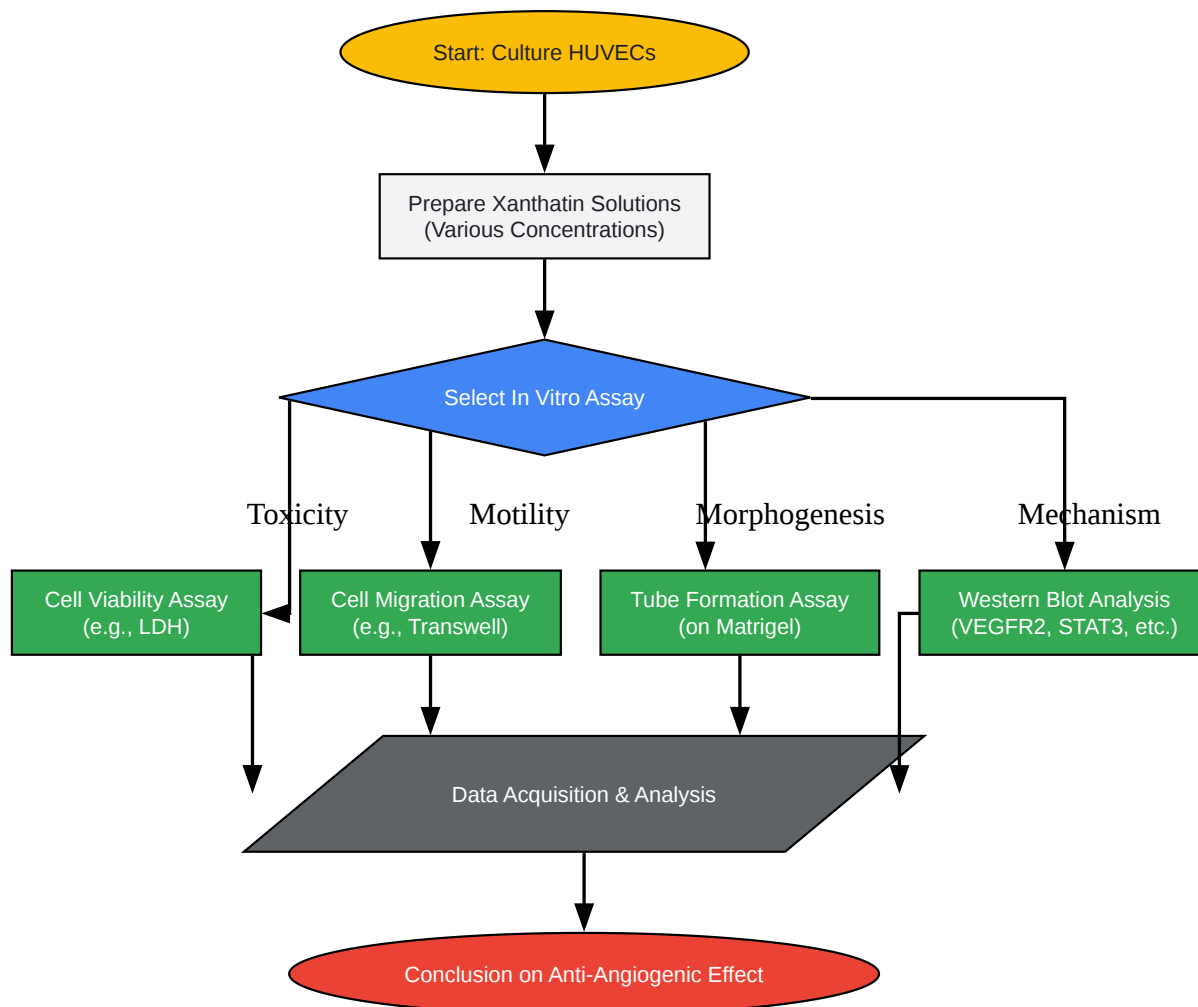 Start: Culture HUVECs
Prepare Xanthatin Solutions
(Various Concentrations)
Select In Vitro Assay
Toxicity
Motility
Morphogenesis
Mechanism
Cell Viability Assay
(e.g., LDH)
Cell Migration Assay
(e.g., Transwell)
Tube Formation Assay
(on Matrigel)
Western Blot Analysis
(VEGFR2, STAT3, etc.)
Data Acquisition & Analysis
Conclusion on Anti-Angiogenic Effect